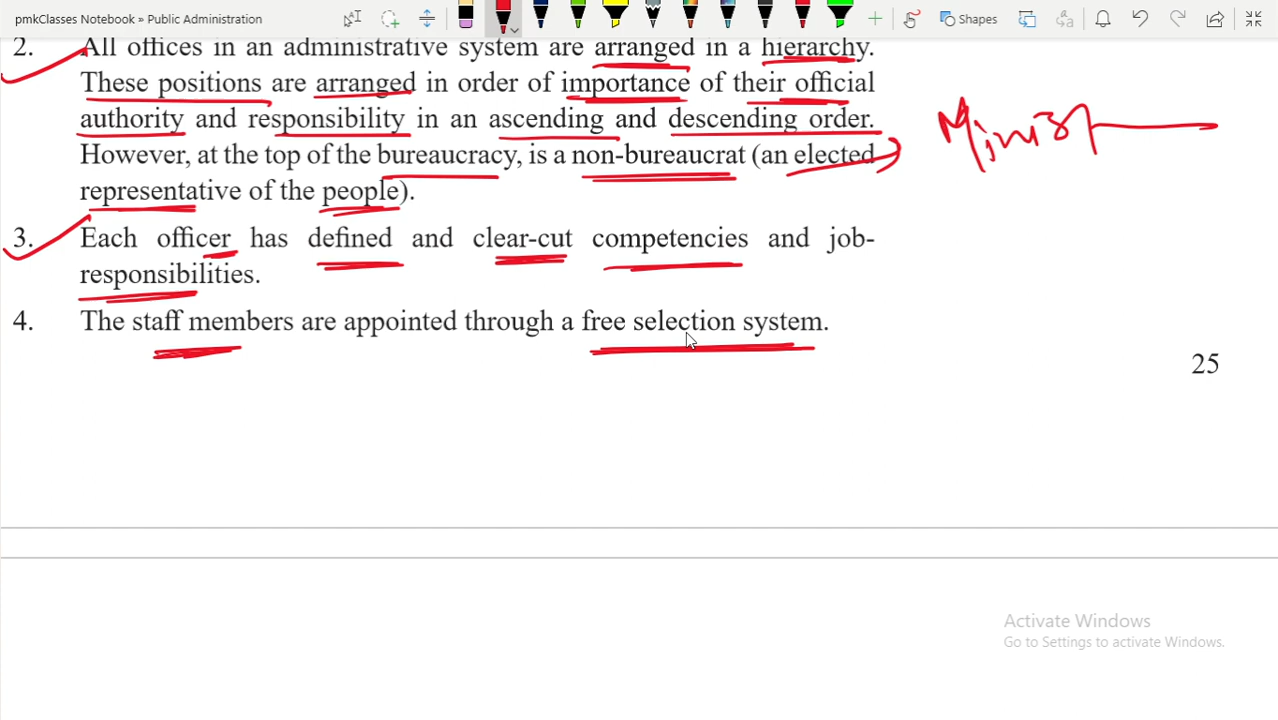 pmkClasses Notebook » Public Administration
Shapes
2. All offices in an administrative system are arranged in a hierarchy.
These positions are arranged in order of importance of their official
authority and responsibility in an ascending and descending order.
However, at the top of the bureaucracy, is a non-bureaucrat (an elected
representative of the people).
3. Each officer has defined and clear-cut competencies and job-
responsibilities.
4. The staff members are appointed through a free selection system.
25
Activate Windows
Go to Settings to activate Windows.